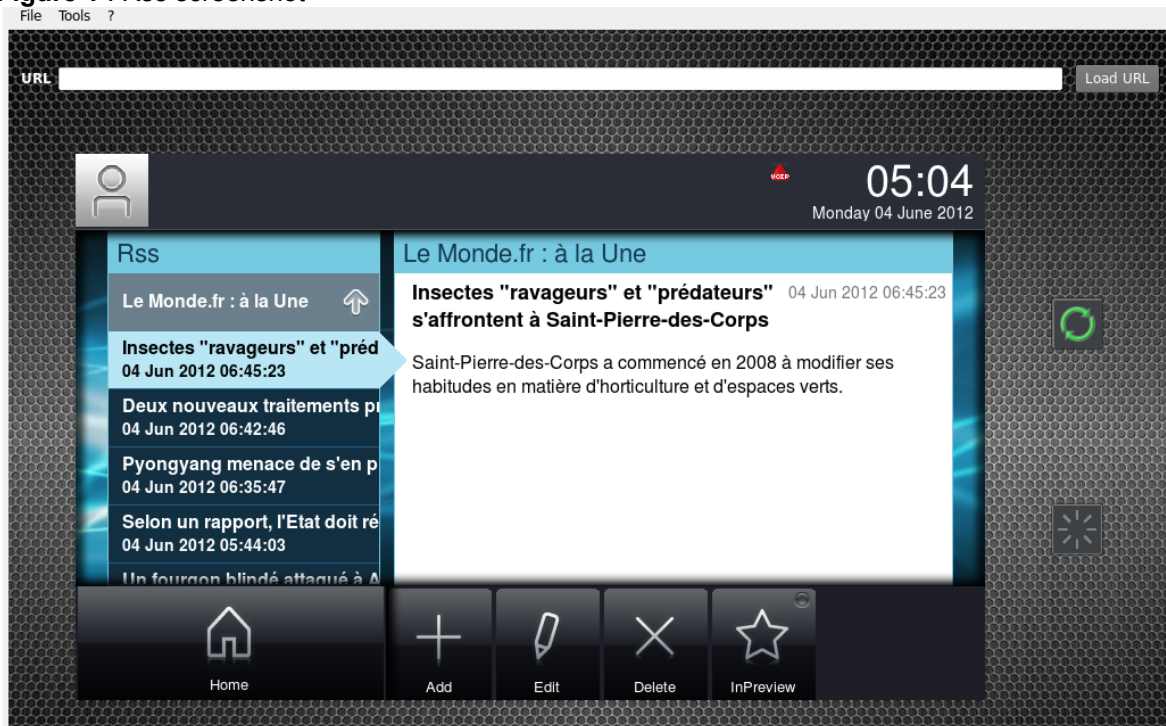 File Tools ?
URL
Load URL
VOIP
05:04
Monday 04 June 2012
Rss
Le Monde.fr : à la Une
Insectes "ravageurs" et "préd
04 Jun 2012 06:45:23
Deux nouveaux traitements
04 Jun 2012 06:42:46
Pyongyang menace de s'en p
04 Jun 2012 06:35:47
Selon un rapport, l'Etat doit ré
04 Jun 2012 05:44:03
Un fourgon blindé attaqué à A
Le Monde.fr : à la Une
Insectes "ravageurs" et "prédateurs" 04 Jun 2012 06:45:23
s'affrontent à Saint-Pierre-des-Corps
Saint-Pierre-des-Corps a commencé en 2008 à modifier ses
habitudes en matière d'horticulture et d'espaces verts.
Home
Add
Edit
Delete
InPreview